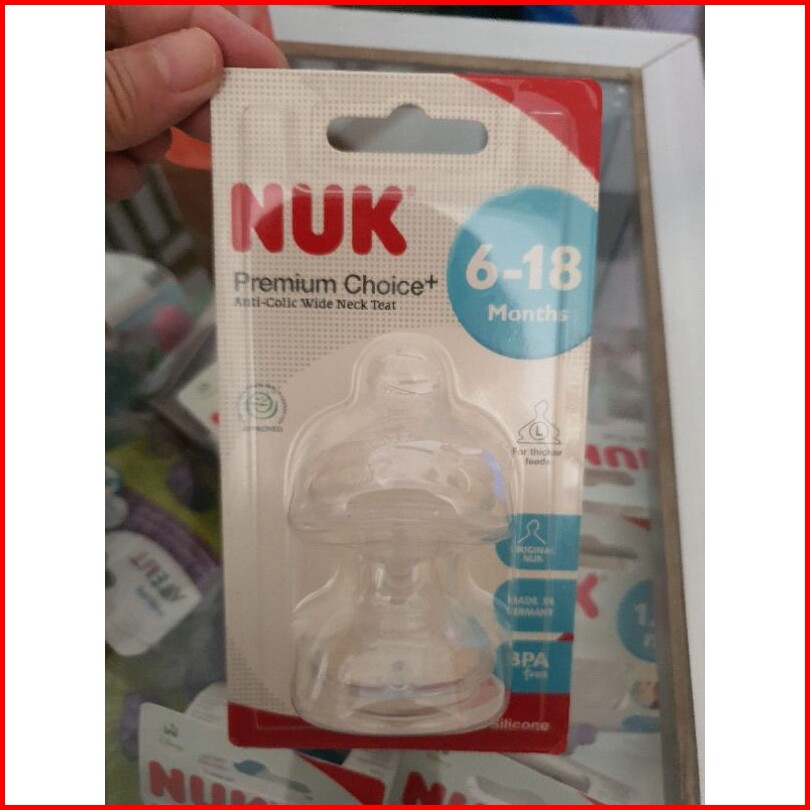 NUK
Premium Choice+
Anti-Colic Wide Neck Teat
6-18
Months
APPROVED
L
For thicker
feeds
ORIGINAL
NUK
MADE IN
GERMANY
BPA
free
Silicone
NUK
NUK